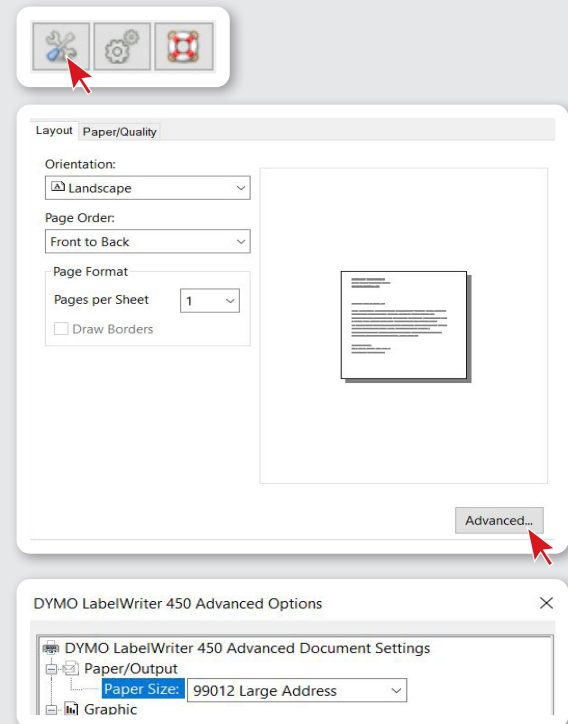 Layout Paper/Quality
Orientation:
Landscape
Page Order:
Front to Back
Page Format
Pages per Sheet 1
Draw Borders
Advanced...
DYMO LabelWriter 450 Advanced Options
DYMO LabelWriter 450 Advanced Document Settings
Paper/Output
Paper Size: 99012 Large Address
Graphic